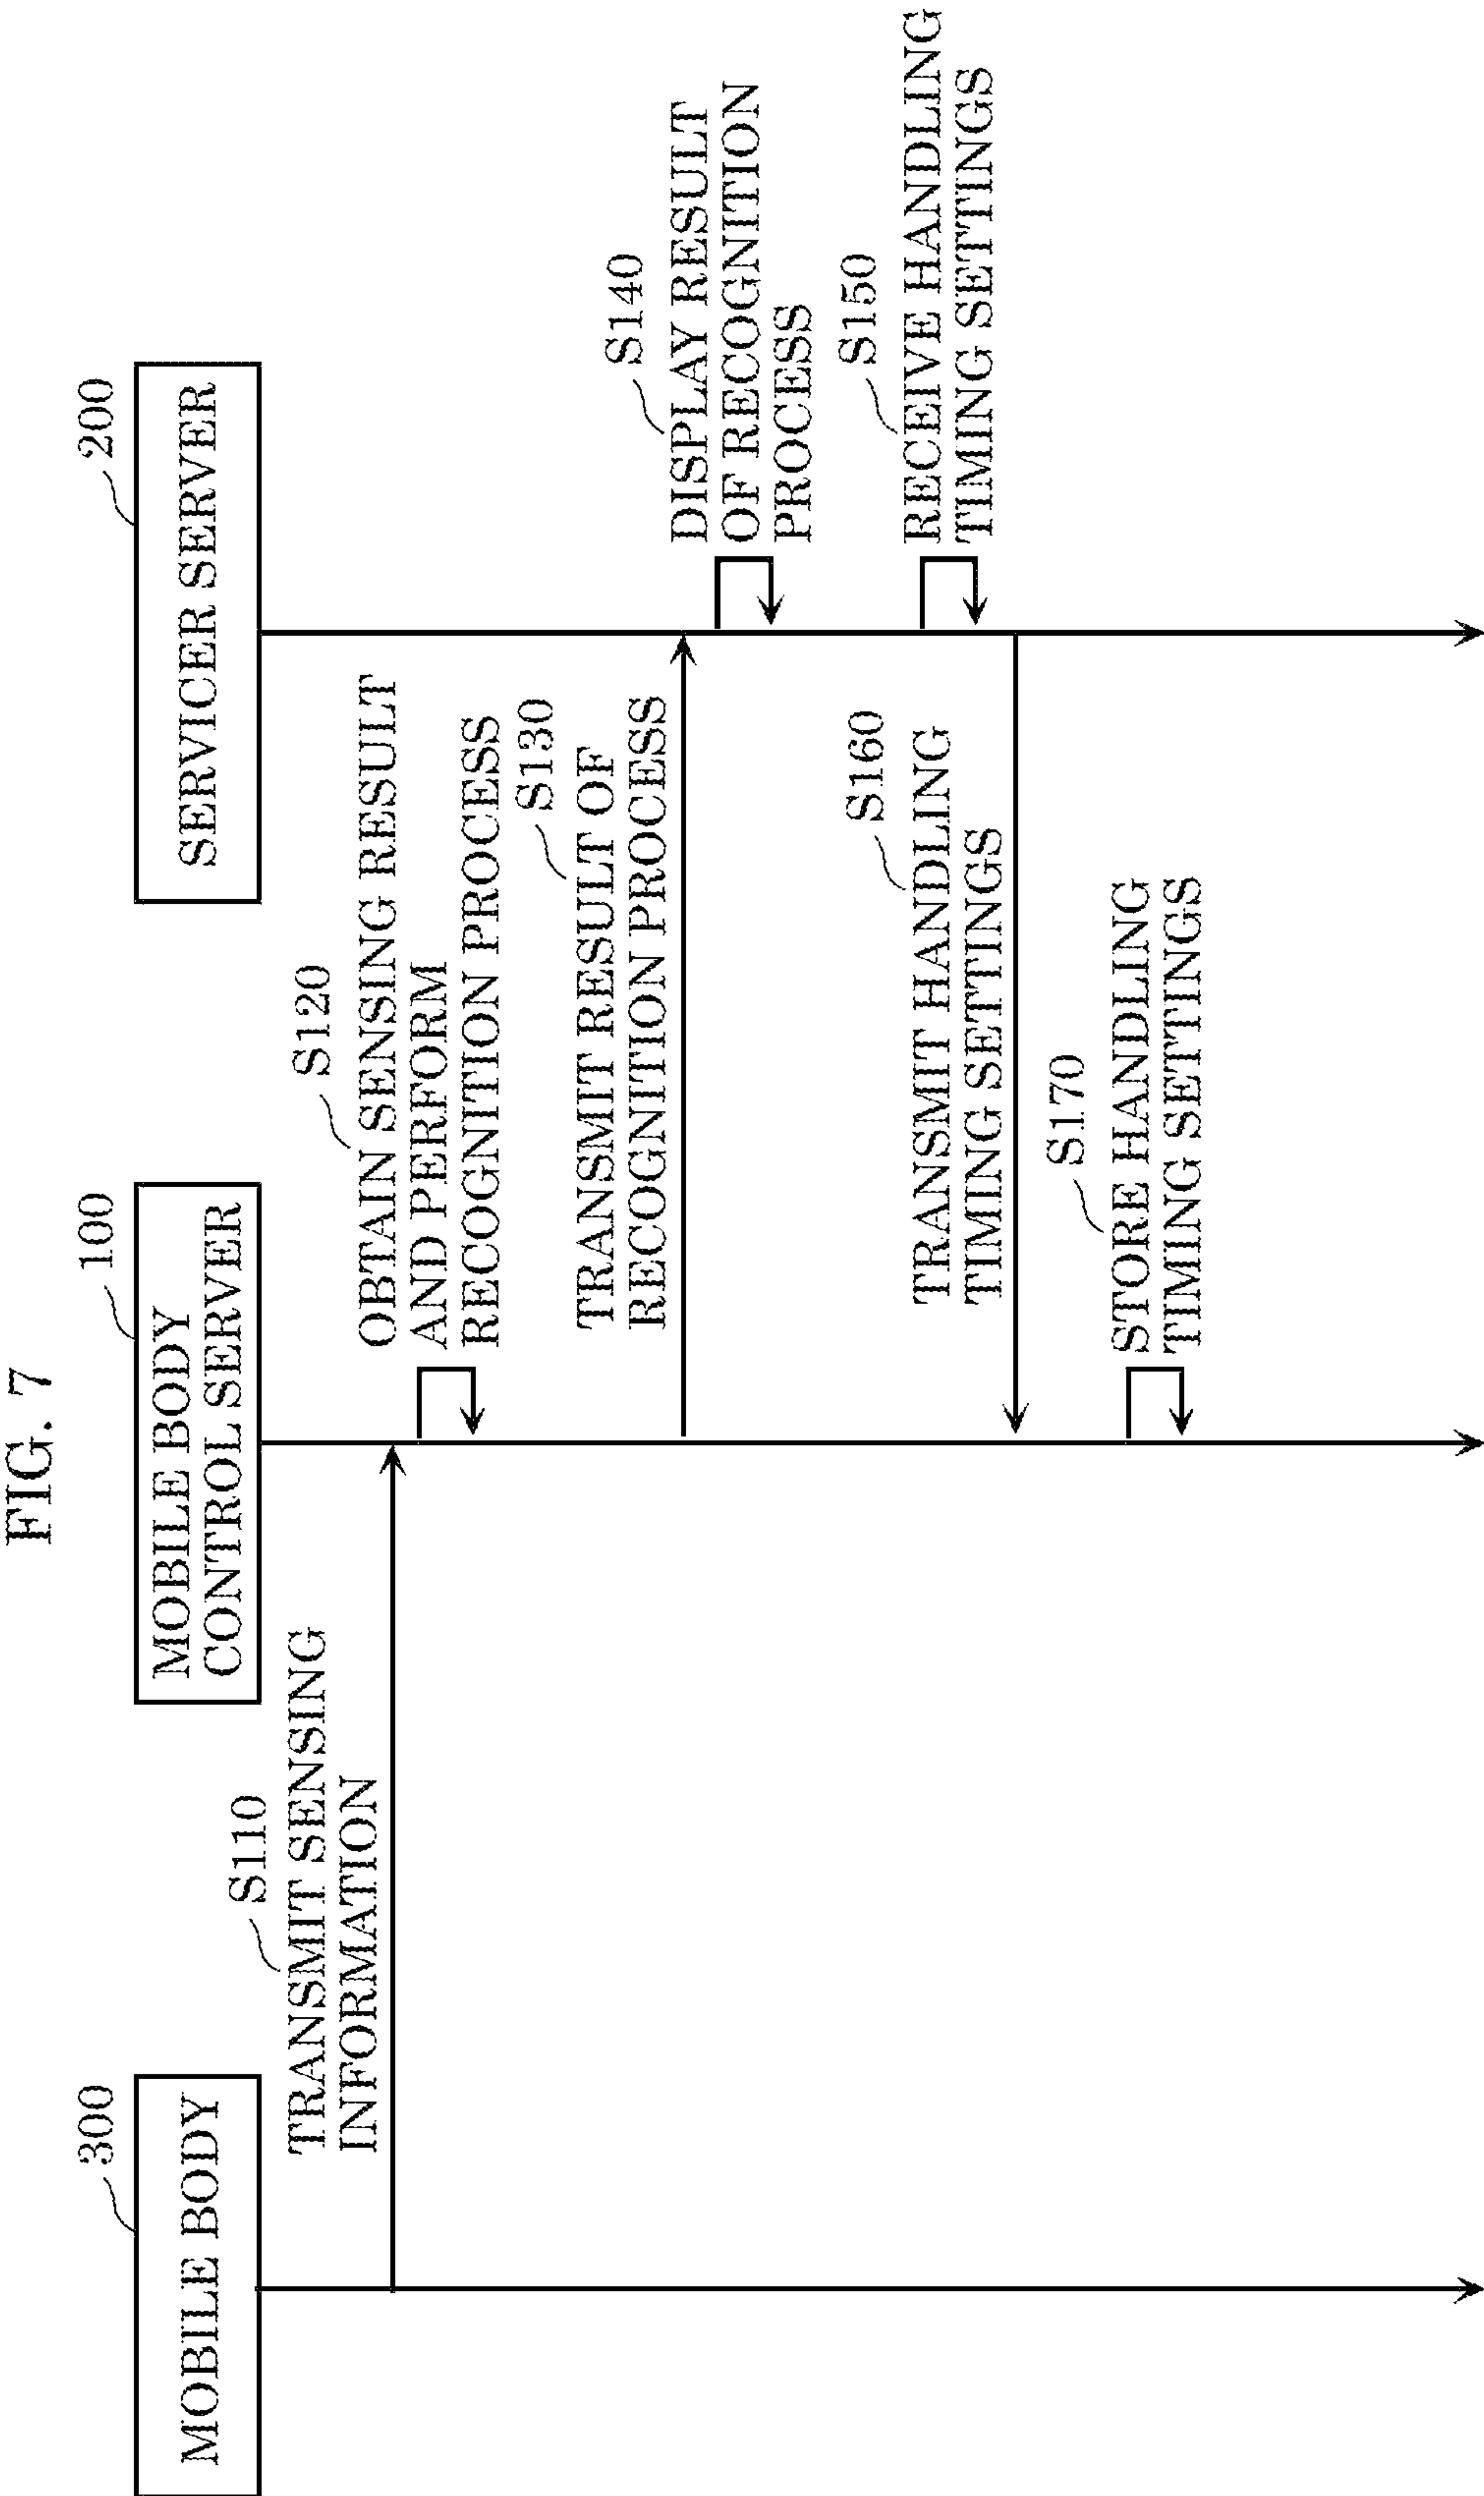 FIG. 7
300
MOBILE BODY
100
MOBILE BODY
CONTROL SERVER
200
SERVICER SERVER
S110
TRANSMIT SENSING
INFORMATION
S120
OBTAIN SENSING RESULT
AND PERFORM
RECOGNITION PROCESS
S130
TRANSMIT RESULT OF
RECOGNITION PROCESS
S140
DISPLAY RESULT
OF RECOGNITION
PROCESS
S150
RECEIVE HANDLING
TIMING SETTINGS
S160
TRANSMIT HANDLING
TIMING SETTINGS
S170
STORE HANDLING
TIMING SETTINGS